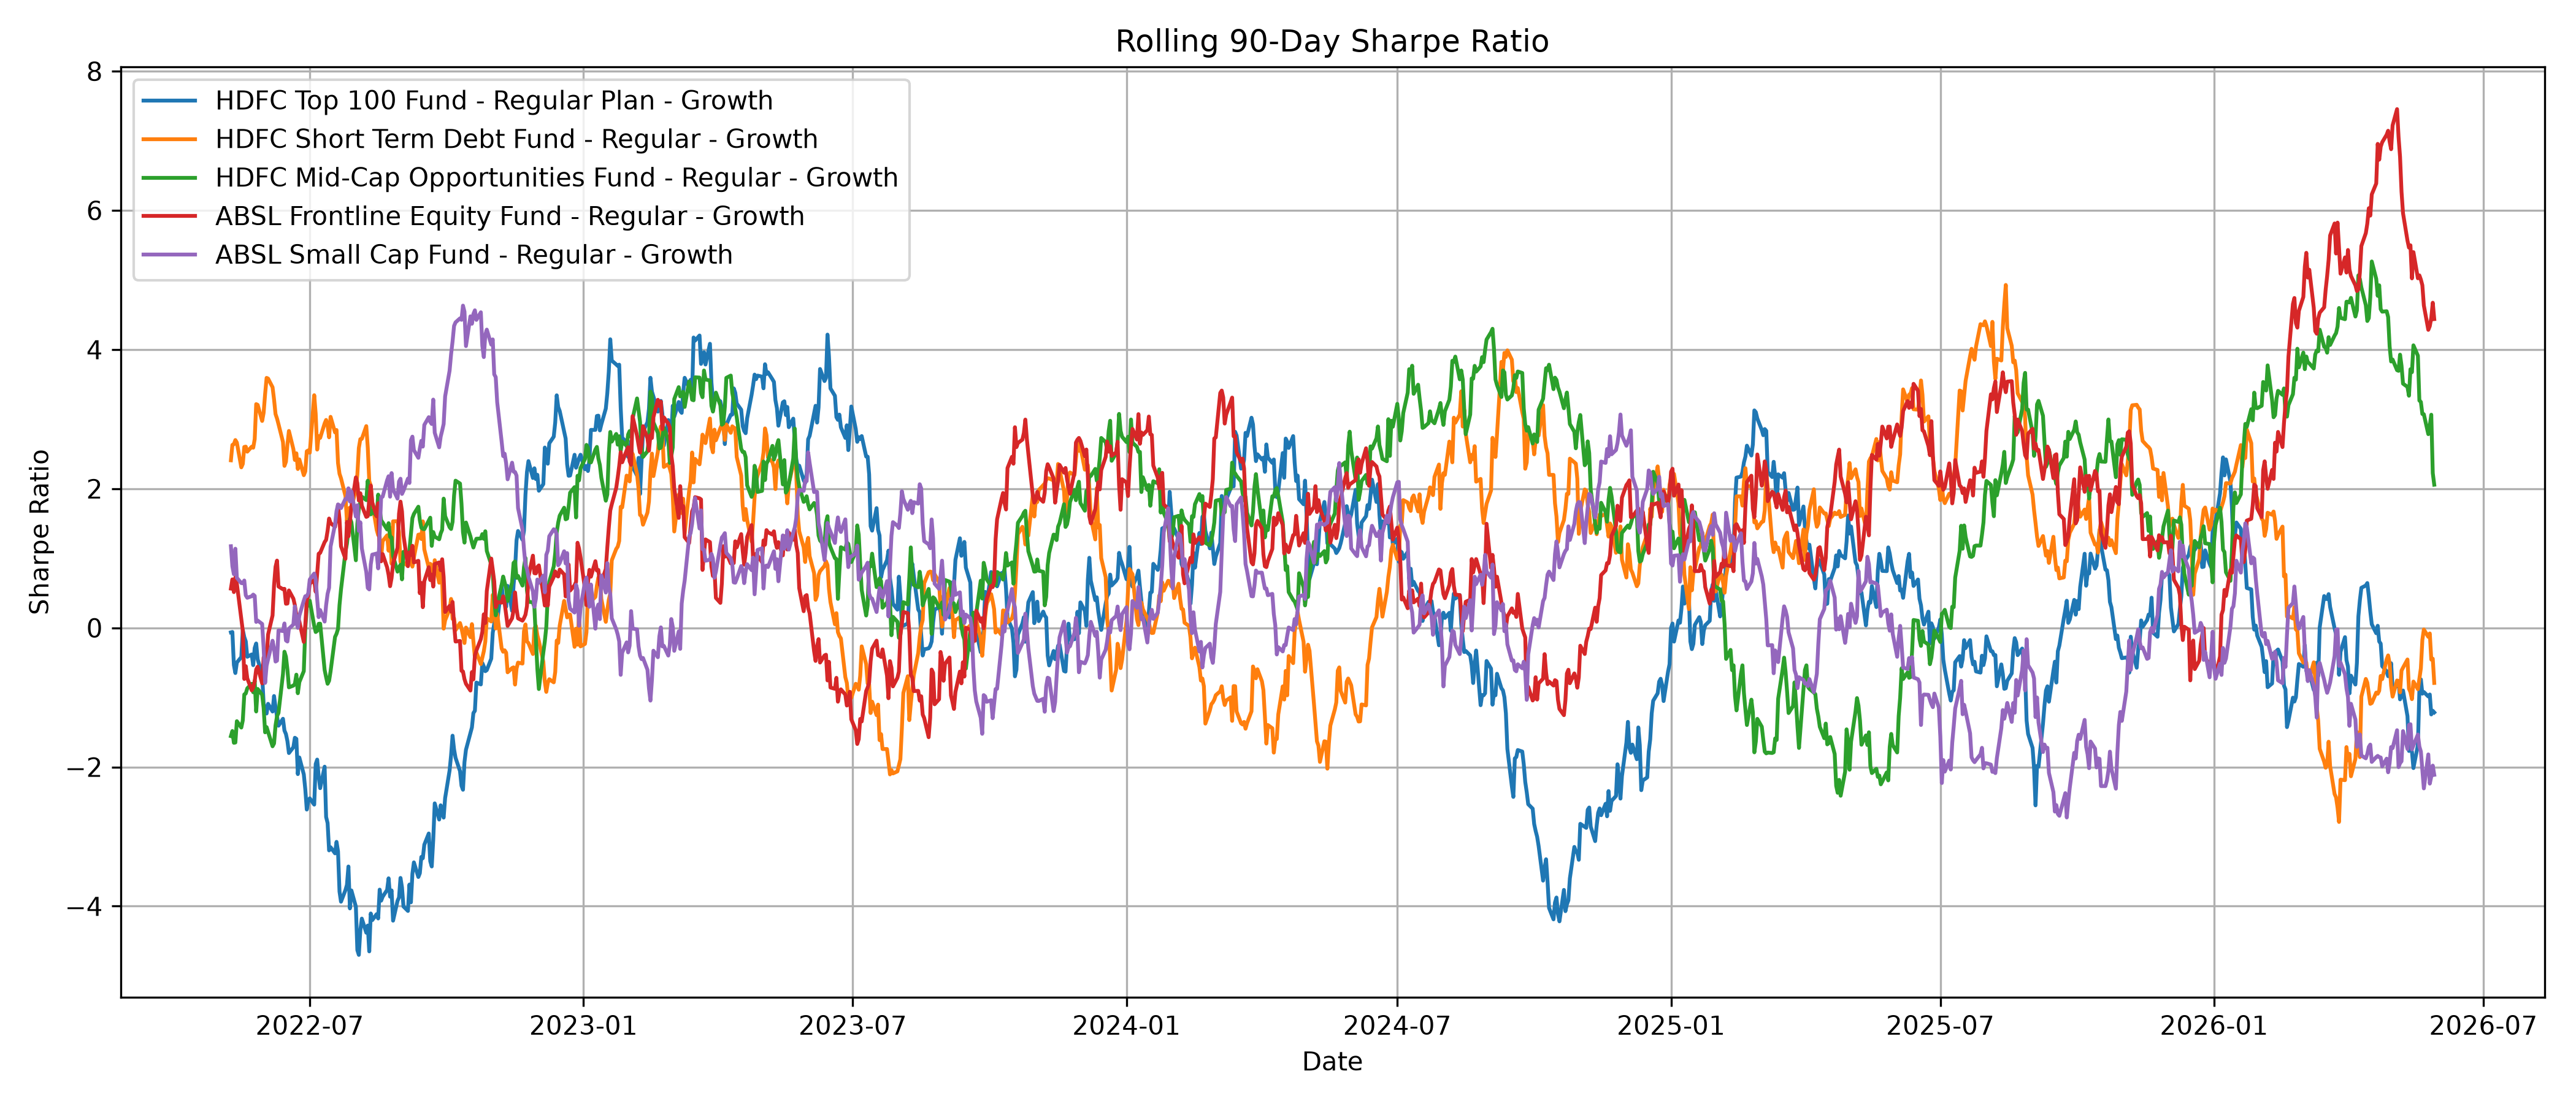 Rolling 90-Day Sharpe Ratio
HDFC Top 100 Fund - Regular Plan - Growth
HDFC Short Term Debt Fund - Regular - Growth
HDFC Mid-Cap Opportunities Fund - Regular - Growth
ABSL Frontline Equity Fund - Regular - Growth
ABSL Small Cap Fund - Regular - Growth
Sharpe Ratio
8
6
4
2
0
−2
−4
2022-07 2023-01 2023-07 2024-01 2024-07 2025-01 2025-07 2026-01 2026-07
Date